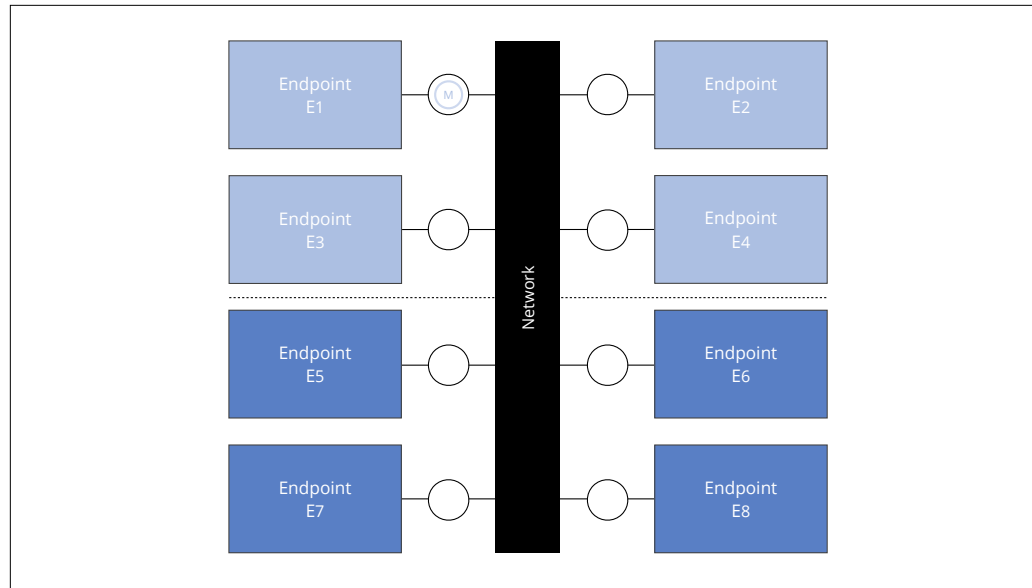 Endpoint
E1
M
Endpoint
E2
Endpoint
E3
Endpoint
E4
Network
Endpoint
E5
Endpoint
E6
Endpoint
E7
Endpoint
E8